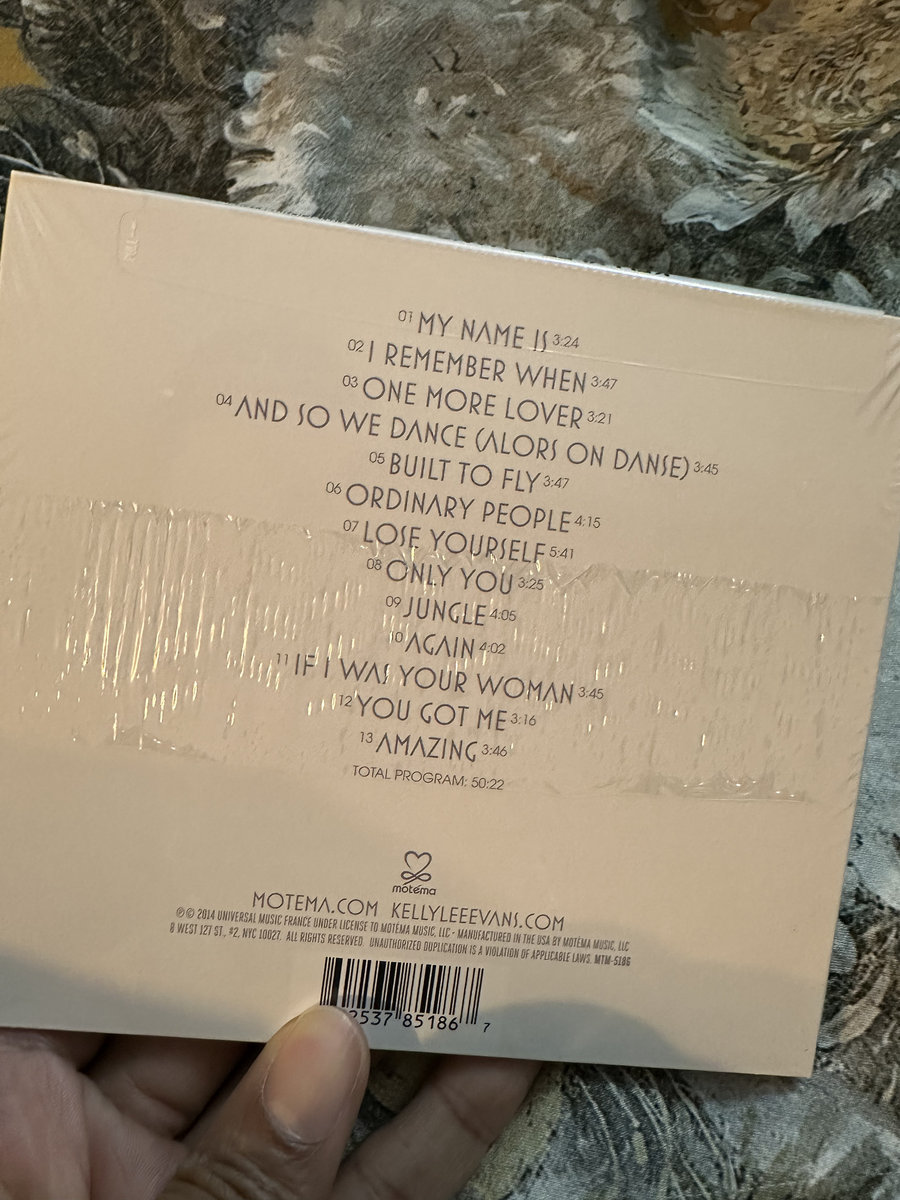 01 MY NAME IS 3:24
02 I REMEMBER WHEN 3:47
03 ONE MORE LOVER 3:21
04 AND SO WE DANCE (ALORS ON DANSE) 3:45
05 BUILT TO FLY 3:47
06 ORDINARY PEOPLE 4:15
07 LOSE YOURSELF 5:41
08 ONLY YOU 3:25
09 JUNGLE 4:05
10 AGAIN 4:02
11 IF I WAS YOUR WOMAN 3:45
12 YOU GOT ME 3:16
13 AMAZING 3:46
TOTAL PROGRAM: 50:22
motéma
MOTEMA.COM KELLYLEEEVANS.COM
℗© 2014 UNIVERSAL MUSIC FRANCE UNDER LICENSE TO MOTÉMA MUSIC, LLC · MANUFACTURED IN THE USA BY MOTÉMA MUSIC, LLC
8 WEST 127 ST., #2, NYC 10027. ALL RIGHTS RESERVED. UNAUTHORIZED DUPLICATION IS A VIOLATION OF APPLICABLE LAWS. MTM-5186
2537 85186 7